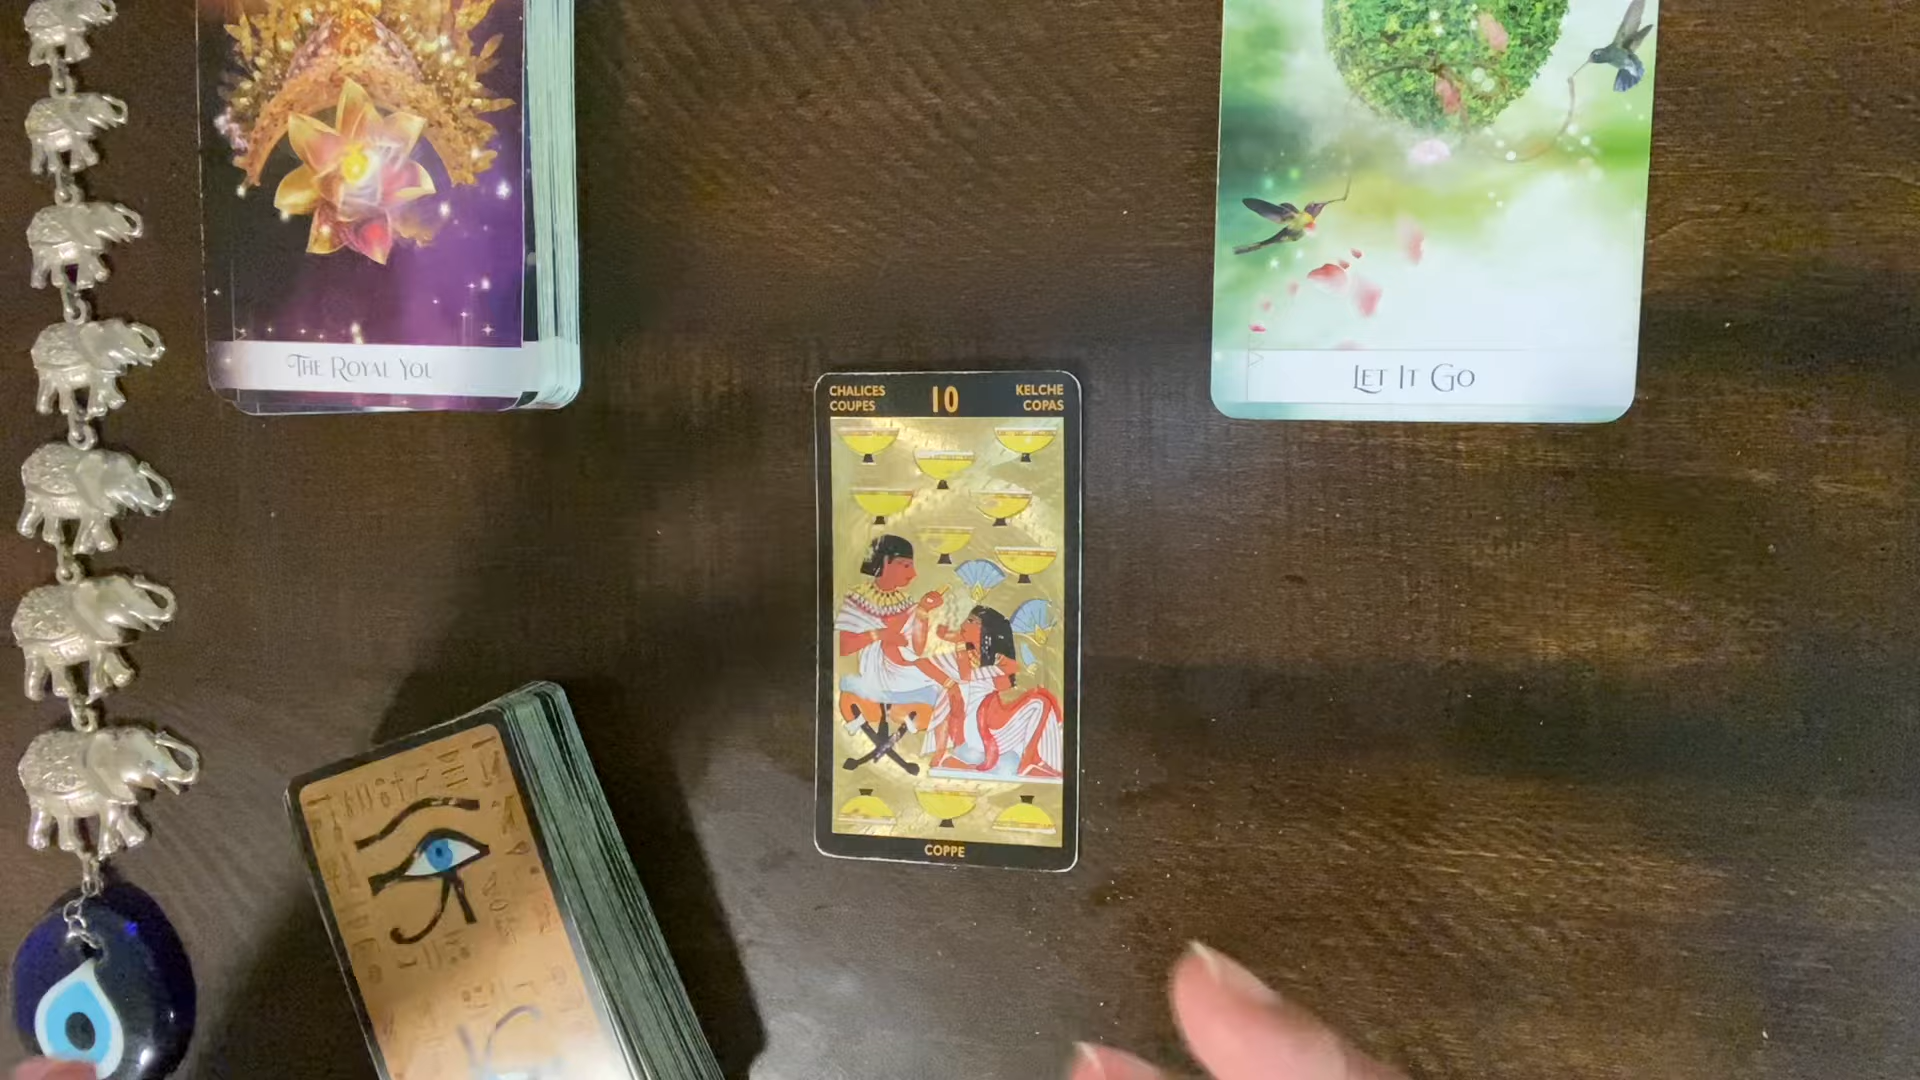 THE ROYAL YOU
LET IT GO
CHALICES 10 KELCHE
COUPES COPAS
COPPE